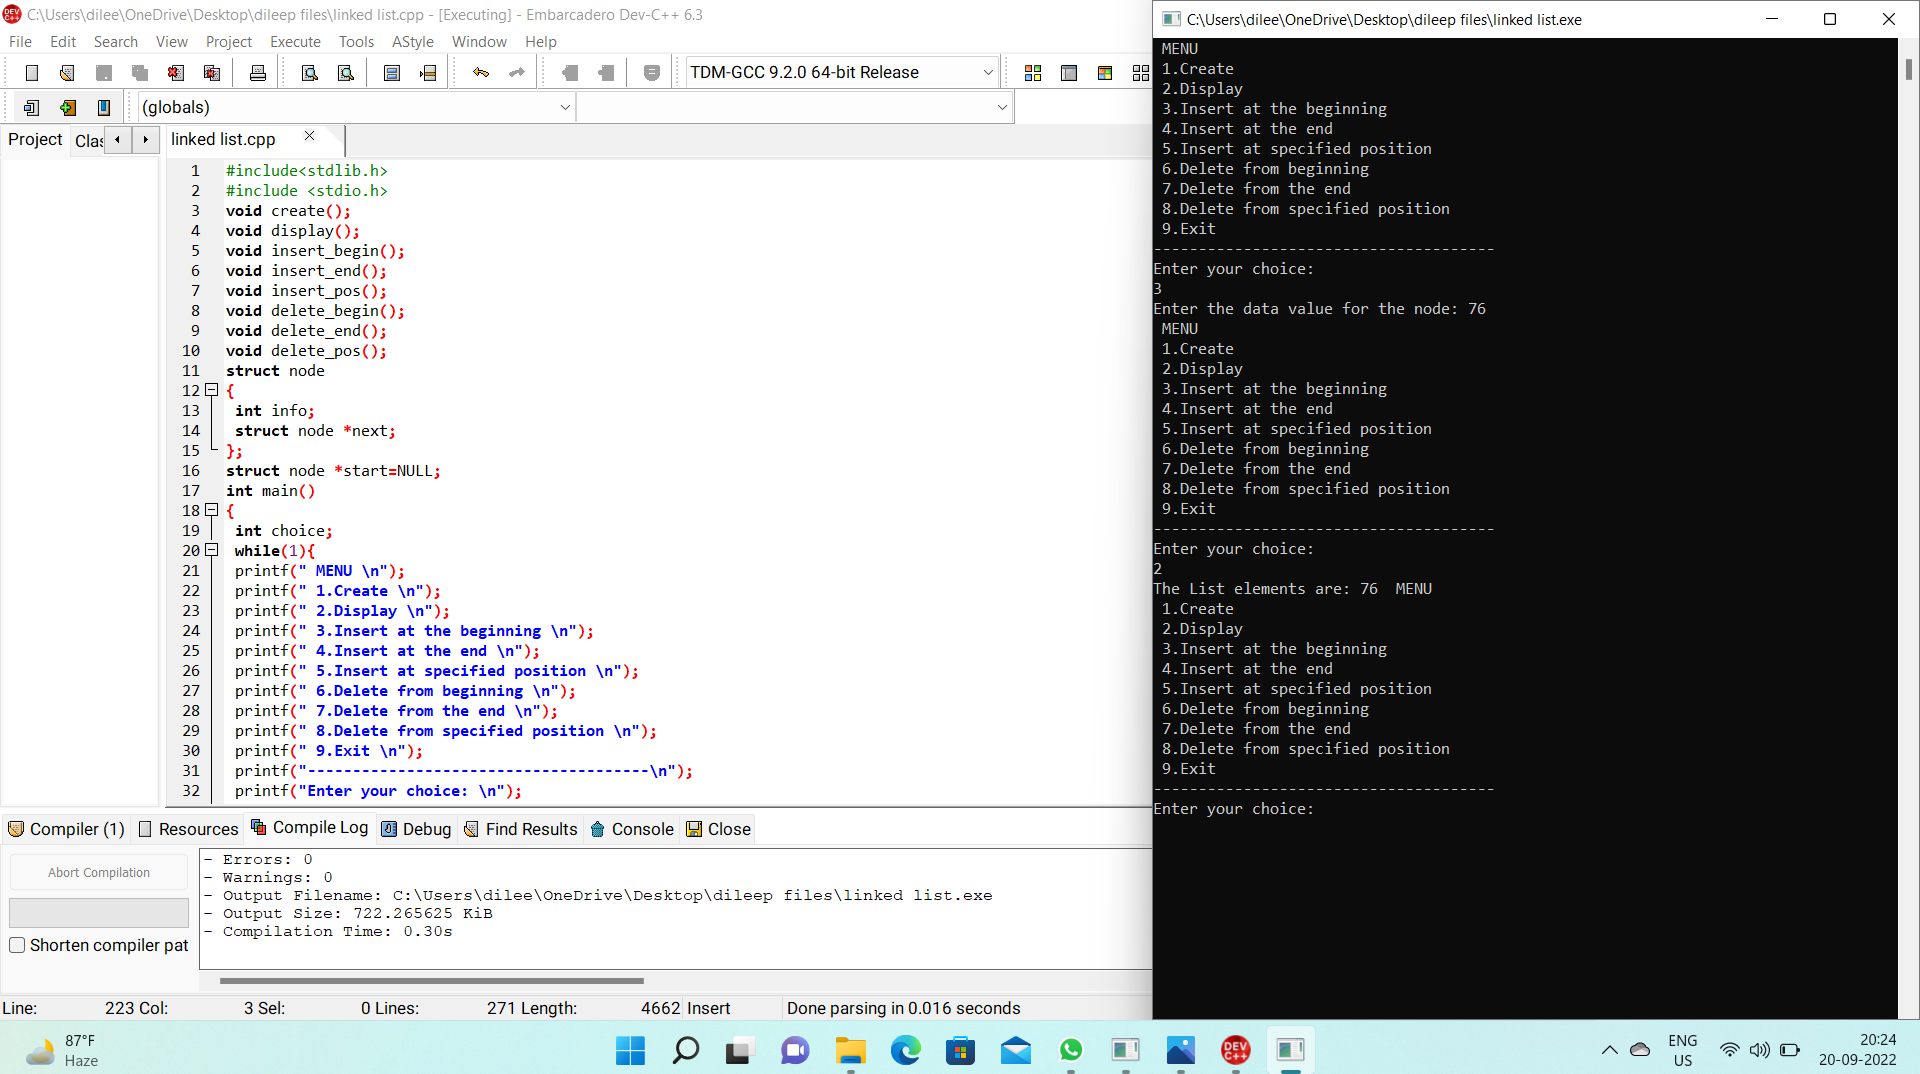 C:\Users\dilee\OneDrive\Desktop\dileep files\linked list.cpp - [Executing] - Embarcadero Dev-C++ 6.3
File Edit Search View Project Execute Tools AStyle Window Help
TDM-GCC 9.2.0 64-bit Release
(globals)
Project Clas
linked list.cpp
1 #include<stdlib.h>
2 #include <stdio.h>
3 void create();
4 void display();
5 void insert_begin();
6 void insert_end();
7 void insert_pos();
8 void delete_begin();
9 void delete_end();
10 void delete_pos();
11 struct node
12 {
13 int info;
14 struct node *next;
15 };
16 struct node *start=NULL;
17 int main()
18 {
19 int choice;
20 while(1){
21 printf(" MENU \n");
22 printf(" 1.Create \n");
23 printf(" 2.Display \n");
24 printf(" 3.Insert at the beginning \n");
25 printf(" 4.Insert at the end \n");
26 printf(" 5.Insert at specified position \n");
27 printf(" 6.Delete from beginning \n");
28 printf(" 7.Delete from the end \n");
29 printf(" 8.Delete from specified position \n");
30 printf(" 9.Exit \n");
31 printf("--------------------------------------\n");
32 printf("Enter your choice: \n");
Compiler (1) Resources Compile Log Debug Find Results Console Close
Abort Compilation
Shorten compiler pat
- Errors: 0
- Warnings: 0
- Output Filename: C:\Users\dilee\OneDrive\Desktop\dileep files\linked list.exe
- Output Size: 722.265625 KiB
- Compilation Time: 0.30s
Line: 223 Col: 3 Sel: 0 Lines: 271 Length: 4662 Insert Done parsing in 0.016 seconds
C:\Users\dilee\OneDrive\Desktop\dileep files\linked list.exe
MENU
1.Create
2.Display
3.Insert at the beginning
4.Insert at the end
5.Insert at specified position
6.Delete from beginning
7.Delete from the end
8.Delete from specified position
9.Exit
--------------------------------------
Enter your choice:
3
Enter the data value for the node: 76
MENU
1.Create
2.Display
3.Insert at the beginning
4.Insert at the end
5.Insert at specified position
6.Delete from beginning
7.Delete from the end
8.Delete from specified position
9.Exit
--------------------------------------
Enter your choice:
2
The List elements are: 76  MENU
1.Create
2.Display
3.Insert at the beginning
4.Insert at the end
5.Insert at specified position
6.Delete from beginning
7.Delete from the end
8.Delete from specified position
9.Exit
--------------------------------------
Enter your choice:
87°F
Haze
DEV C++
ENG
US
20:24
20-09-2022